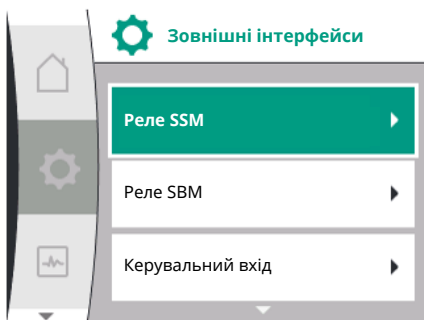 Зовнішні інтерфейси
Реле SSM
Реле SBM
Керувальний вхід